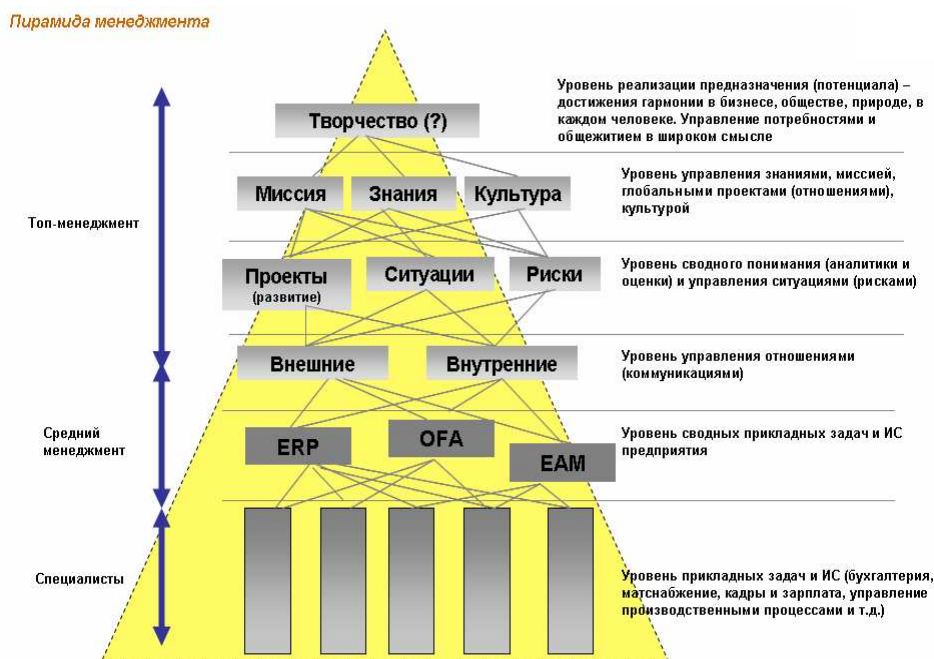 Пирамида менеджмента
Уровень реализации предназначения (потенциала) –
достижения гармонии в бизнесе, обществе, природе, в
каждом человеке. Управление потребностями и
общежитием в широком смысле
Творчество (?)
Миссия
Знания
Культура
Уровень управления знаниями, миссией,
глобальными проектами (отношениями),
культурой
Топ-менеджмент
Проекты
(развитие)
Ситуации
Риски
Уровень сводного понимания (аналитики и
оценки) и управления ситуациями (рисками)
Внешние
Внутренние
Уровень управления отношениями
(коммуникациями)
Средний
менеджмент
ERP
OFA
EAM
Уровень сводных прикладных задач и ИС
предприятия
Специалисты
Уровень прикладных задач и ИС (бухгалтерия,
матснабжение, кадры и зарплата, управление
производственными процессами и т.д.)